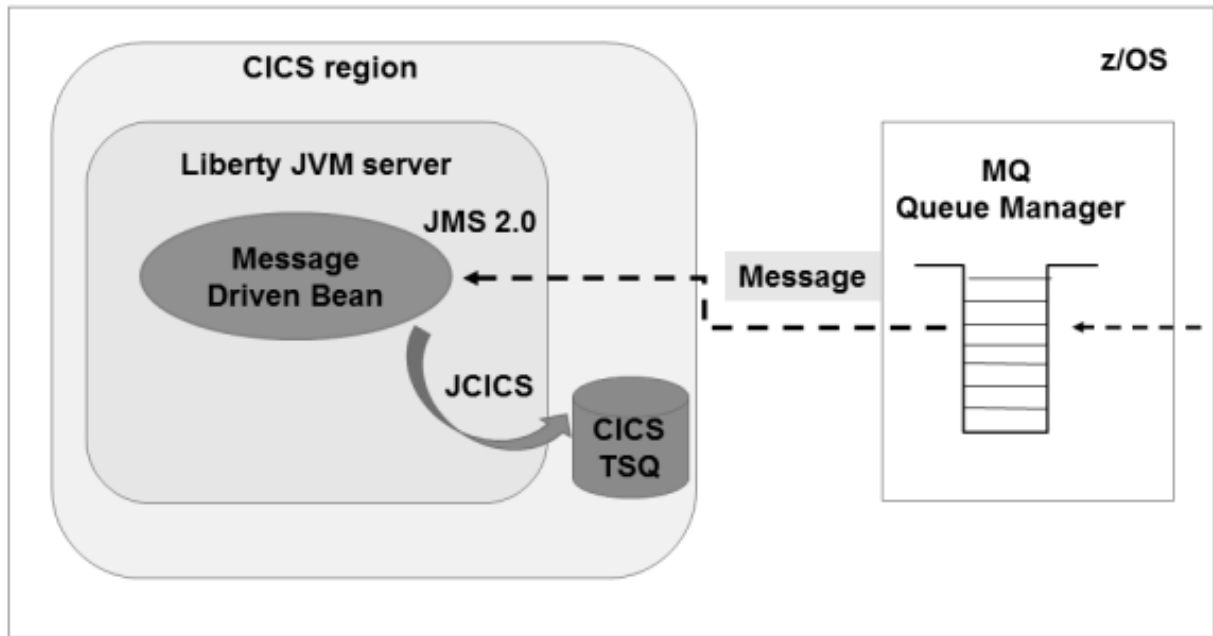 CICS region
z/OS
Liberty JVM server
MQ
Queue Manager
JMS 2.0
Message
Driven Bean
Message
JCICS
CICS
TSQ